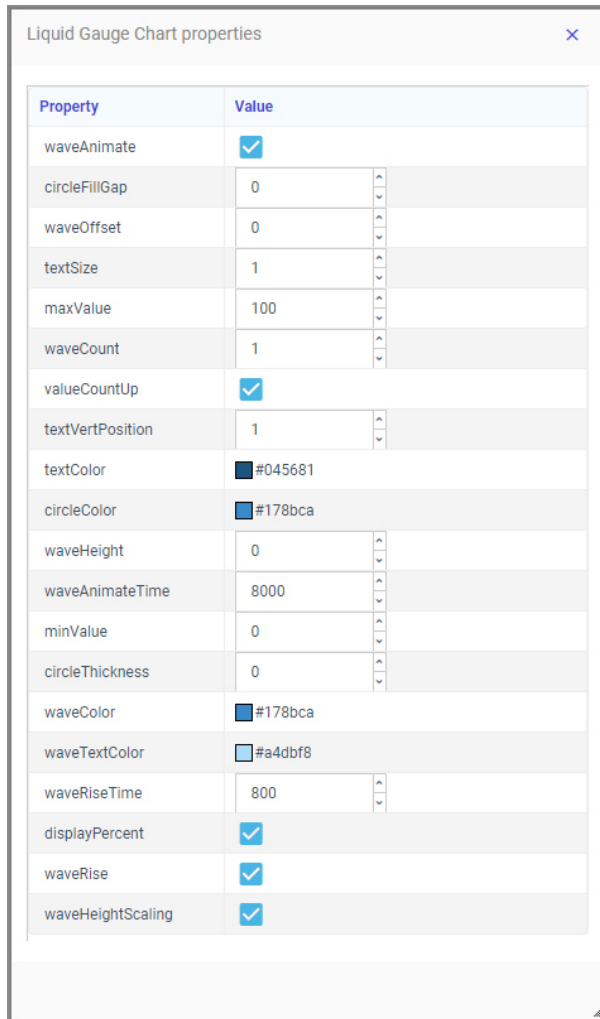 Liquid Gauge Chart properties
Property Value
waveAnimate
circleFillGap 0
waveOffset 0
textSize 1
maxValue 100
waveCount 1
valueCountUp
textVertPosition 1
textColor #045681
circleColor #178bca
waveHeight 0
waveAnimateTime 8000
minValue 0
circleThickness 0
waveColor #178bca
waveTextColor #a4dbf8
waveRiseTime 800
displayPercent
waveRise
waveHeightScaling